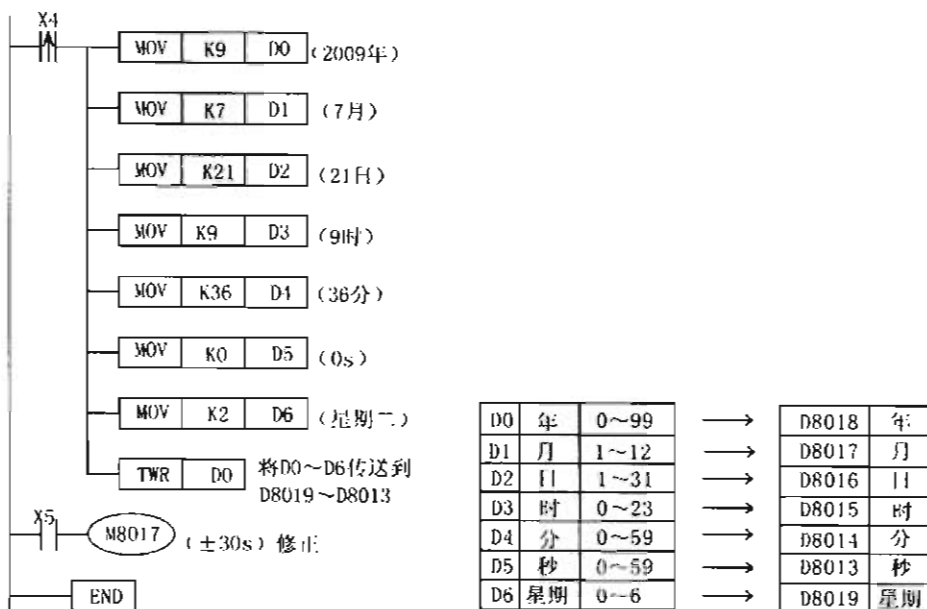 X4
MOV K9 D0 (2009年)
MOV K7 D1 (7月)
MOV K21 D2 (21日)
MOV K9 D3 (9时)
MOV K36 D4 (36分)
MOV K0 D5 (0s)
MOV K2 D6 (星期二)
TWR D0 将D0～D6传送到
D8019～D8013
X5
M8017 (±30s) 修正
END
D0 年 0～99 → D8018 年
D1 月 1～12 → D8017 月
D2 日 1～31 → D8016 日
D3 时 0～23 → D8015 时
D4 分 0～59 → D8014 分
D5 秒 0～59 → D8013 秒
D6 星期 0～6 → D8019 星期